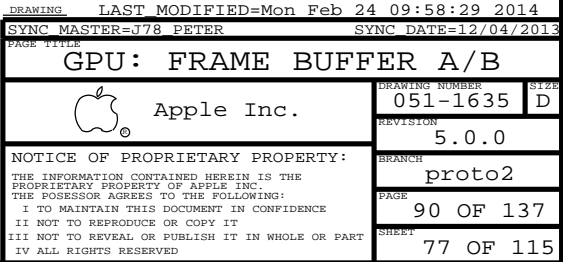 DRAWING LAST_MODIFIED=Mon Feb 24 09:58:29 2014
SYNC_MASTER=J78_PETER SYNC_DATE=12/04/2013
PAGE TITLE
GPU: FRAME BUFFER A/B
Apple Inc.
®
DRAWING NUMBER
051-1635
SIZE
D
REVISION
5.0.0
BRANCH
proto2
PAGE
90 OF 137
SHEET
77 OF 115
NOTICE OF PROPRIETARY PROPERTY:
THE INFORMATION CONTAINED HEREIN IS THE
PROPRIETARY PROPERTY OF APPLE INC.
THE POSESSOR AGREES TO THE FOLLOWING:
I TO MAINTAIN THIS DOCUMENT IN CONFIDENCE
II NOT TO REPRODUCE OR COPY IT
III NOT TO REVEAL OR PUBLISH IT IN WHOLE OR PART
IV ALL RIGHTS RESERVED